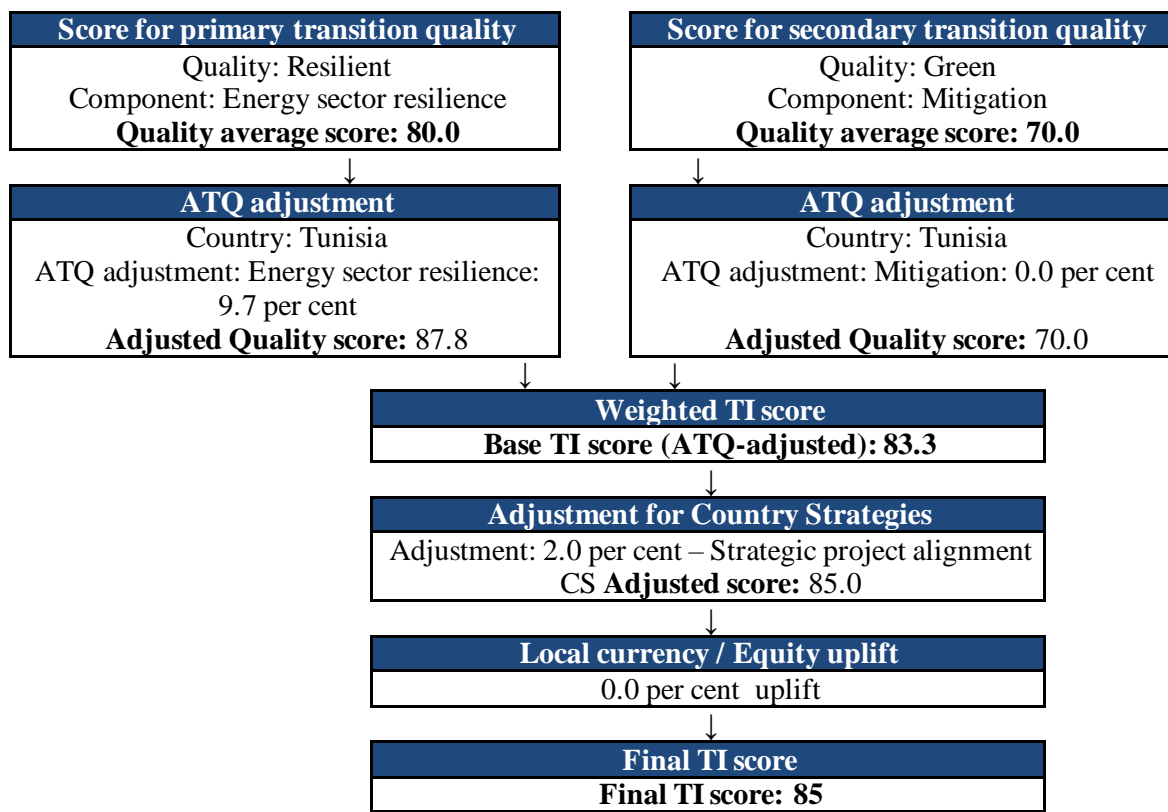 Score for primary transition quality
Quality: Resilient
Component: Energy sector resilience
Quality average score: 80.0
Score for secondary transition quality
Quality: Green
Component: Mitigation
Quality average score: 70.0
↓
↓
ATQ adjustment
Country: Tunisia
ATQ adjustment: Energy sector resilience:
9.7 per cent
Adjusted Quality score: 87.8
ATQ adjustment
Country: Tunisia
ATQ adjustment: Mitigation: 0.0 per cent
Adjusted Quality score: 70.0
↓
↓
Weighted TI score
Base TI score (ATQ-adjusted): 83.3
↓
Adjustment for Country Strategies
Adjustment: 2.0 per cent – Strategic project alignment
CS Adjusted score: 85.0
↓
Local currency / Equity uplift
0.0 per cent uplift
↓
Final TI score
Final TI score: 85